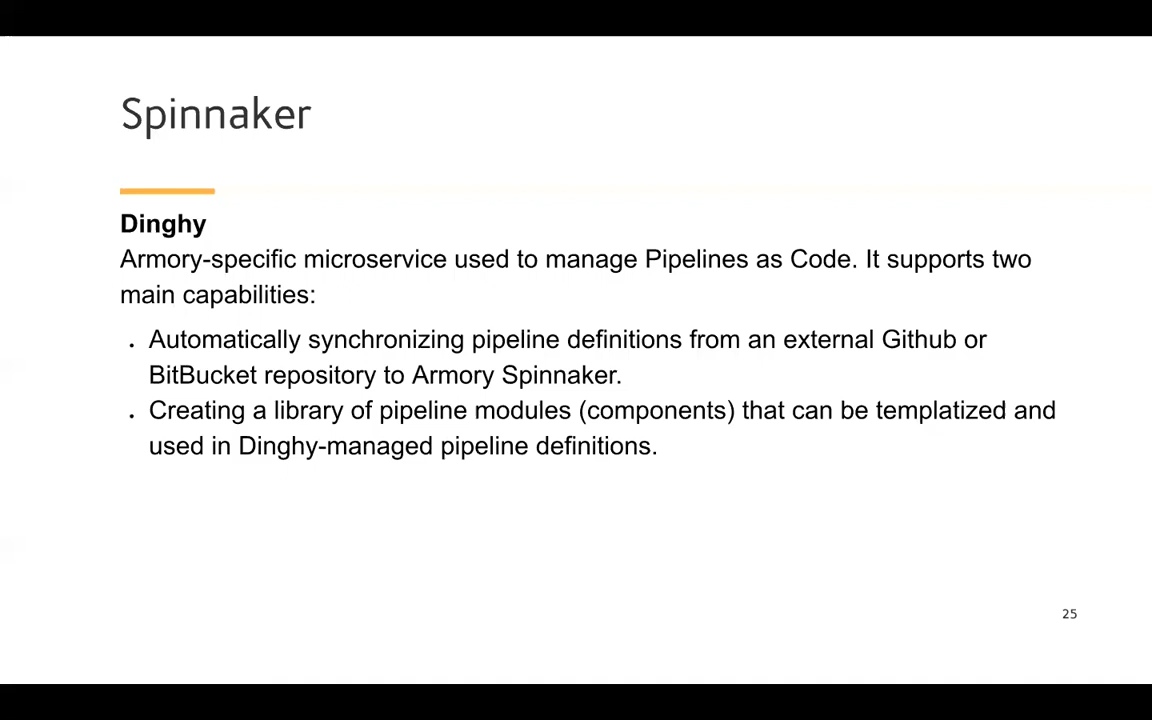 Spinnaker
Dinghy
Armory-specific microservice used to manage Pipelines as Code. It supports two
main capabilities:
• Automatically synchronizing pipeline definitions from an external Github or
BitBucket repository to Armory Spinnaker.
• Creating a library of pipeline modules (components) that can be templatized and
used in Dinghy-managed pipeline definitions.
25